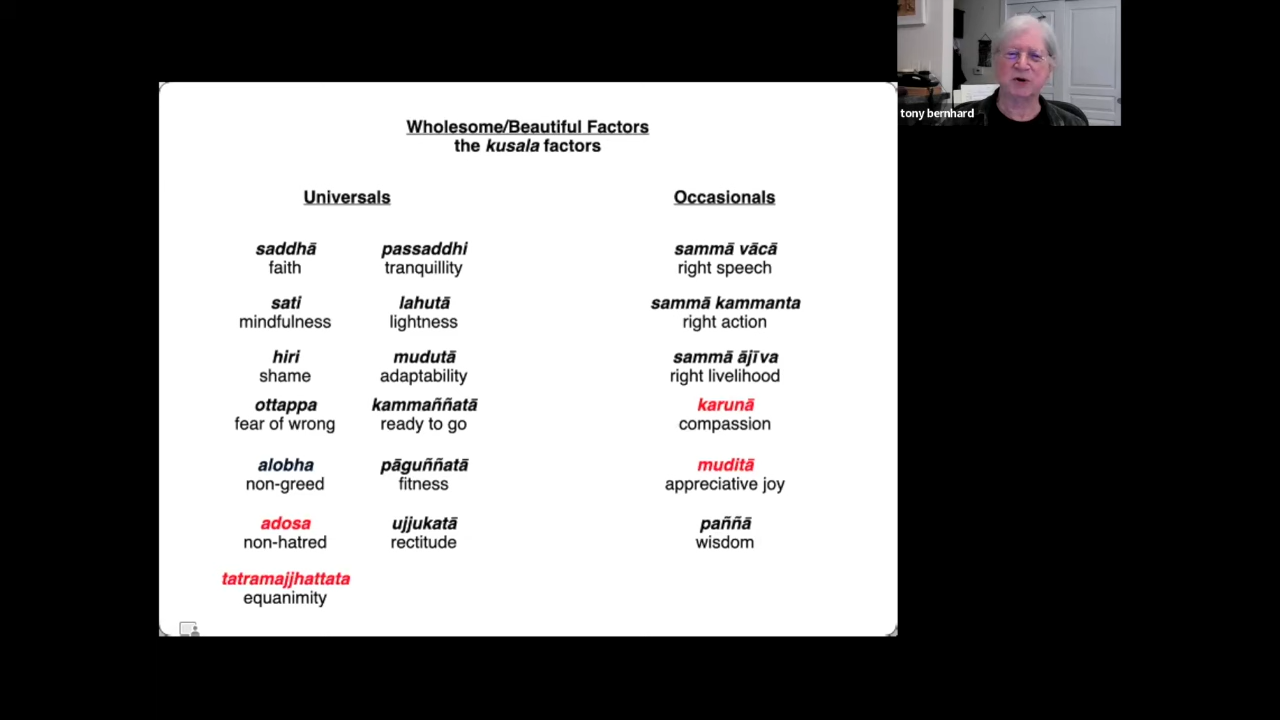 tony bernhard
Wholesome/Beautiful Factors
the kusala factors
Universals
saddhā
faith
sati
mindfulness
hiri
shame
ottappa
fear of wrong
alobha
non-greed
adosa
non-hatred
tatramajjhattata
equanimity
passaddhi
tranquillity
lahutā
lightness
mudutā
adaptability
kammaññatā
ready to go
pāguññatā
fitness
ujjukatā
rectitude
Occasionals
sammā vācā
right speech
sammā kammanta
right action
sammā ājīva
right livelihood
karunā
compassion
muditā
appreciative joy
paññā
wisdom